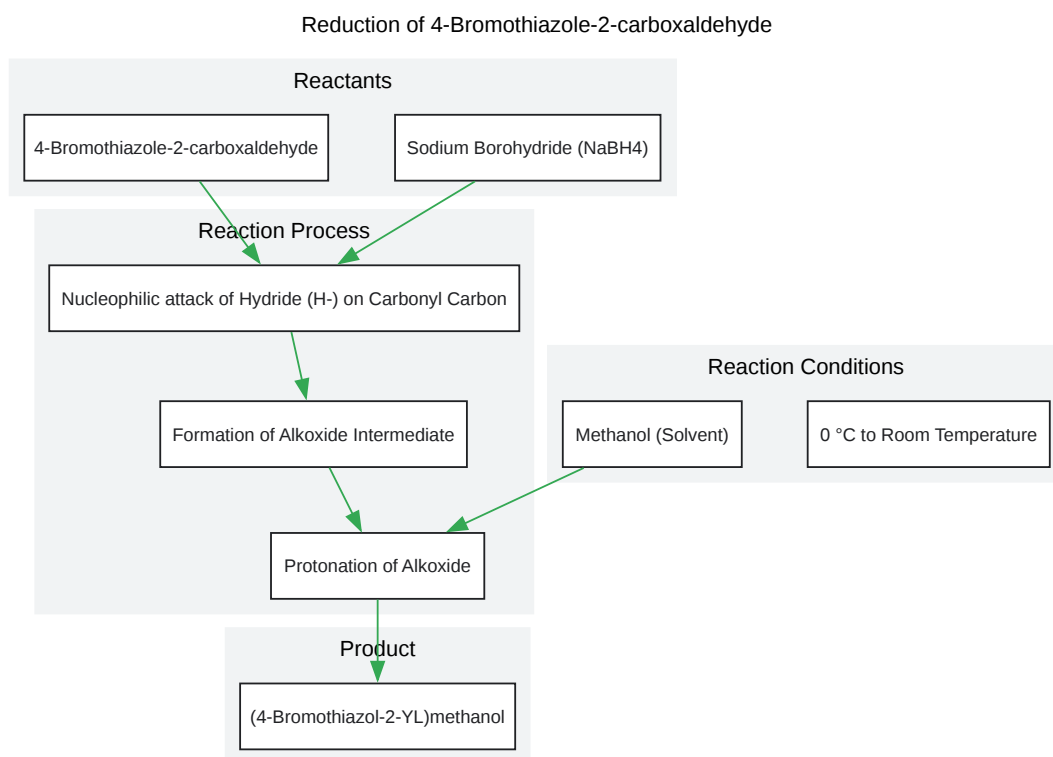 Reduction of 4-Bromothiazole-2-carboxaldehyde
Reactants
4-Bromothiazole-2-carboxaldehyde
Sodium Borohydride (NaBH4)
Reaction Process
Nucleophilic attack of Hydride (H-) on Carbonyl Carbon
Reaction Conditions
Formation of Alkoxide Intermediate
Methanol (Solvent)
0 °C to Room Temperature
Protonation of Alkoxide
Product
(4-Bromothiazol-2-YL)methanol